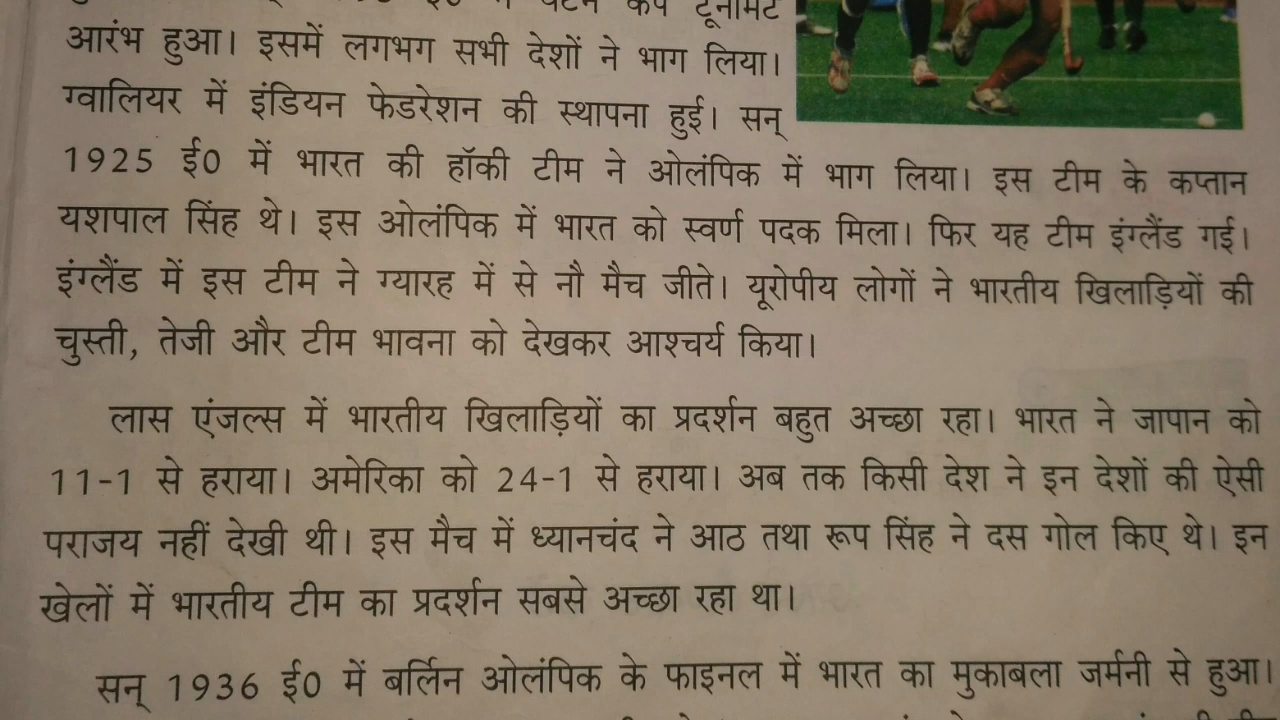 टूर्नामेंट
आरंभ हुआ। इसमें लगभग सभी देशों ने भाग लिया।
ग्वालियर में इंडियन फेडरेशन की स्थापना हुई। सन्
1925 ई0 में भारत की हॉकी टीम ने ओलंपिक में भाग लिया। इस टीम के कप्तान
यशपाल सिंह थे। इस ओलंपिक में भारत को स्वर्ण पदक मिला। फिर यह टीम इंग्लैंड गई।
इंग्लैंड में इस टीम ने ग्यारह में से नौ मैच जीते। यूरोपीय लोगों ने भारतीय खिलाड़ियों की
चुस्ती, तेजी और टीम भावना को देखकर आश्चर्य किया।
लास एंजल्स में भारतीय खिलाड़ियों का प्रदर्शन बहुत अच्छा रहा। भारत ने जापान को
11-1 से हराया। अमेरिका को 24-1 से हराया। अब तक किसी देश ने इन देशों की ऐसी
पराजय नहीं देखी थी। इस मैच में ध्यानचंद ने आठ तथा रूप सिंह ने दस गोल किए थे। इन
खेलों में भारतीय टीम का प्रदर्शन सबसे अच्छा रहा था।
सन् 1936 ई0 में बर्लिन ओलंपिक के फाइनल में भारत का मुकाबला जर्मनी से हुआ।